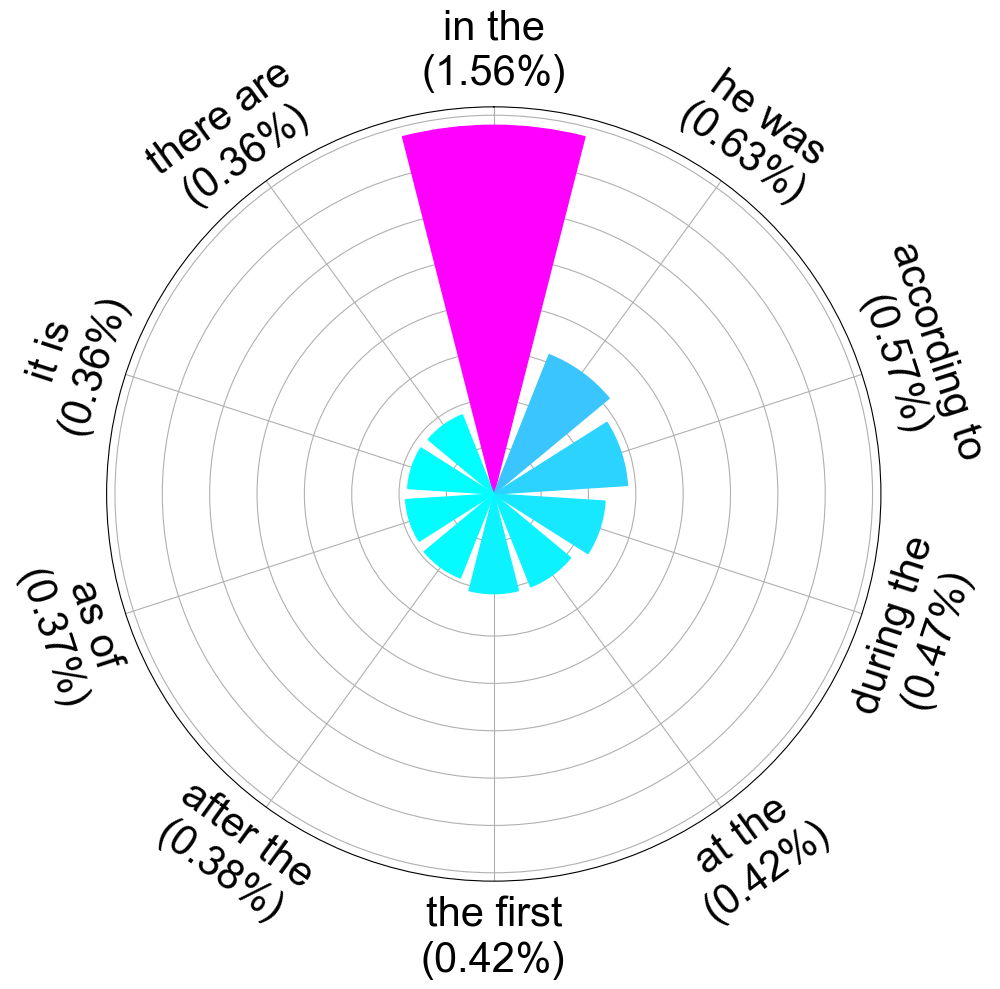 in the
(1.56%)
he was
(0.63%)
according to
(0.57%)
during the
(0.47%)
at the
(0.42%)
the first
(0.42%)
after the
(0.38%)
as of
(0.37%)
it is
(0.36%)
there are
(0.36%)